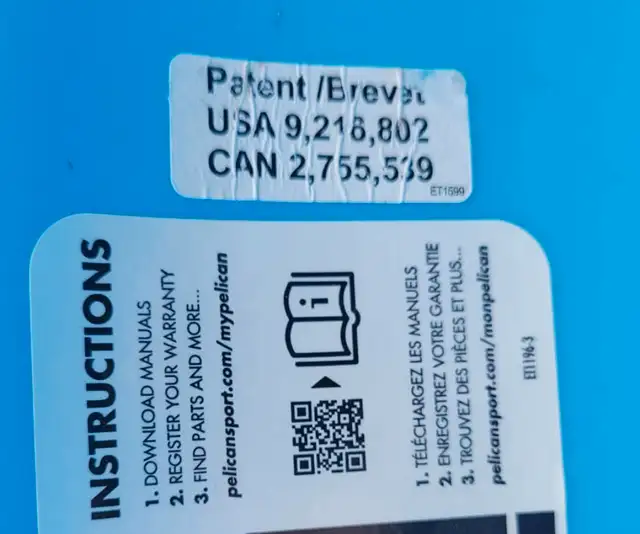 Patent /Brevet
USA 9,218,802
CAN 2,755,539
ET1599
INSTRUCTIONS
1. DOWNLOAD MANUALS
2. REGISTER YOUR WARRANTY
3. FIND PARTS AND MORE...
pelicansport.com/mypelican
i
1. TÉLÉCHARGEZ LES MANUELS
2. ENREGISTREZ VOTRE GARANTIE
3. TROUVEZ DES PIÈCES ET PLUS...
pelicansport.com/monpelican
ET1196-3